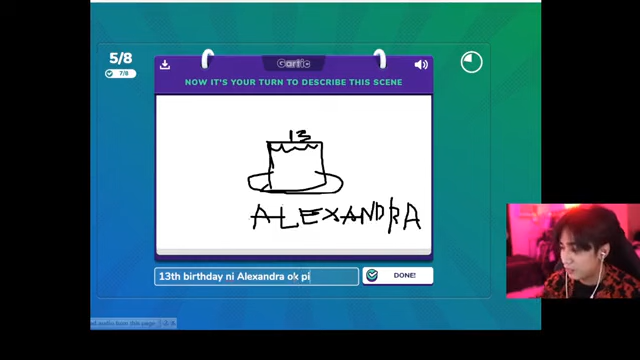 5/8
7/8
Gartic
NOW IT'S YOUR TURN TO DESCRIBE THIS SCENE
13
ALEXANDRA
13th birthday ni Alexandra ok pi
DONE!